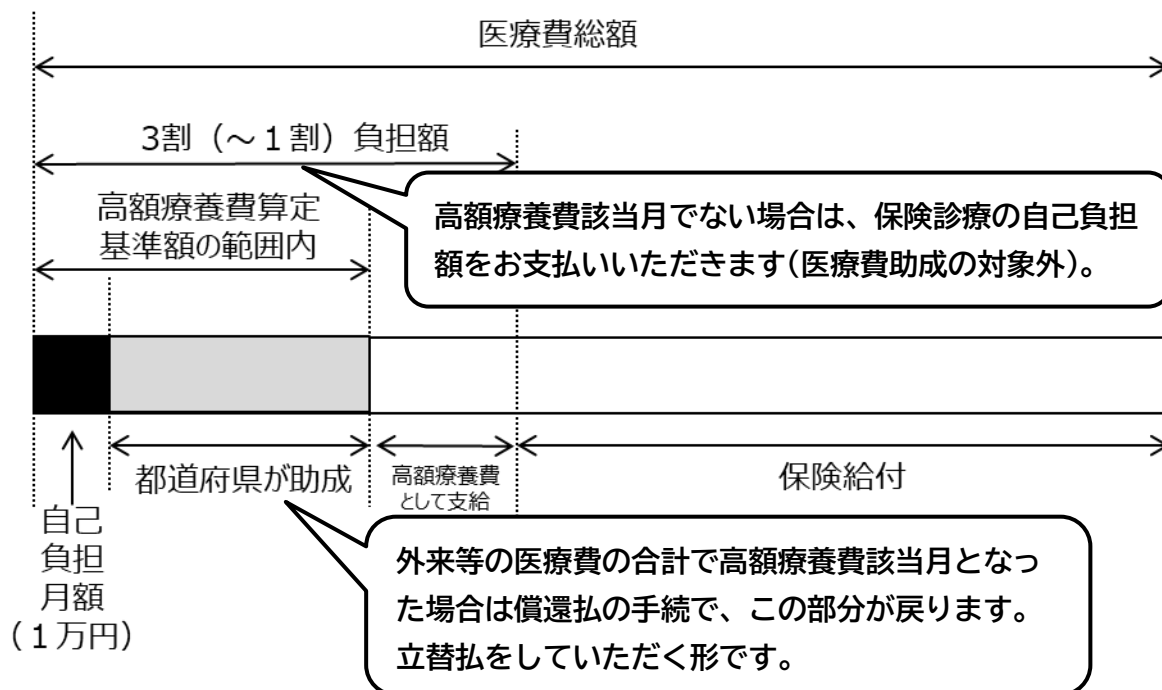 医療費総額
3割（～１割）負担額
高額療養費算定
基準額の範囲内
高額療養費該当月でない場合は、保険診療の自己負担
額をお支払いいただきます（医療費助成の対象外）。
都道府県が助成
高額療養費
として支給
保険給付
自己
負担
月額
（１万円）
外来等の医療費の合計で高額療養費該当月となっ
た場合は償還払の手続で、この部分が戻ります。
立替払をしていただく形です。